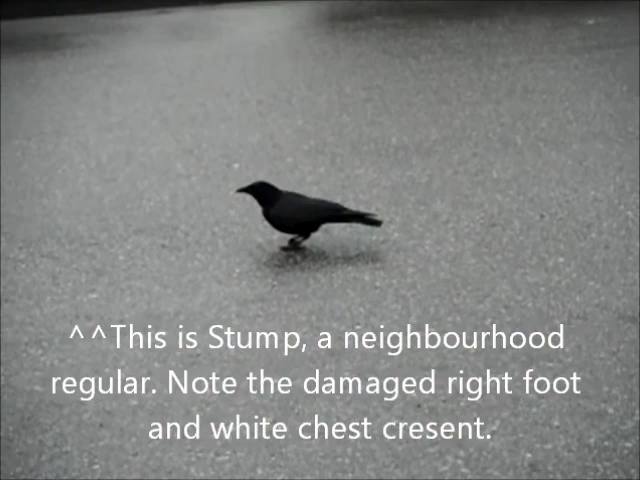 ^^This is Stump, a neighbourhood
regular. Note the damaged right foot
and white chest cresent.